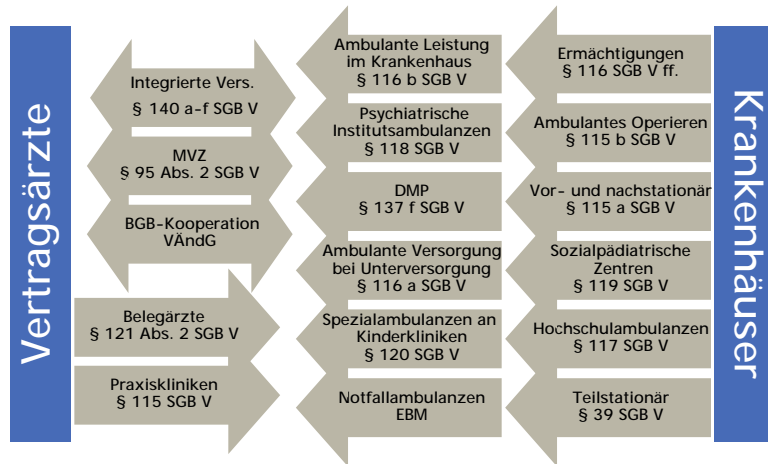 Vertragsärzte
Integrierte Vers.
§ 140 a-f SGB V
MVZ
§ 95 Abs. 2 SGB V
BGB-Kooperation
VÄndG
Belegärzte
§ 121 Abs. 2 SGB V
Praxiskliniken
§ 115 SGB V
Ambulante Leistung
im Krankenhaus
§ 116 b SGB V
Psychiatrische
Institutsambulanzen
§ 118 SGB V
DMP
§ 137 f SGB V
Ambulante Versorgung
bei Unterversorgung
§ 116 a SGB V
Spezialambulanzen an
Kinderkliniken
§ 120 SGB V
Notfallambulanzen
EBM
Ermächtigungen
§ 116 SGB V ff.
Ambulantes Operieren
§ 115 b SGB V
Vor- und nachstationär
§ 115 a SGB V
Sozialpädiatrische
Zentren
§ 119 SGB V
Hochschulambulanzen
§ 117 SGB V
Teilstationär
§ 39 SGB V
Krankenhäuser